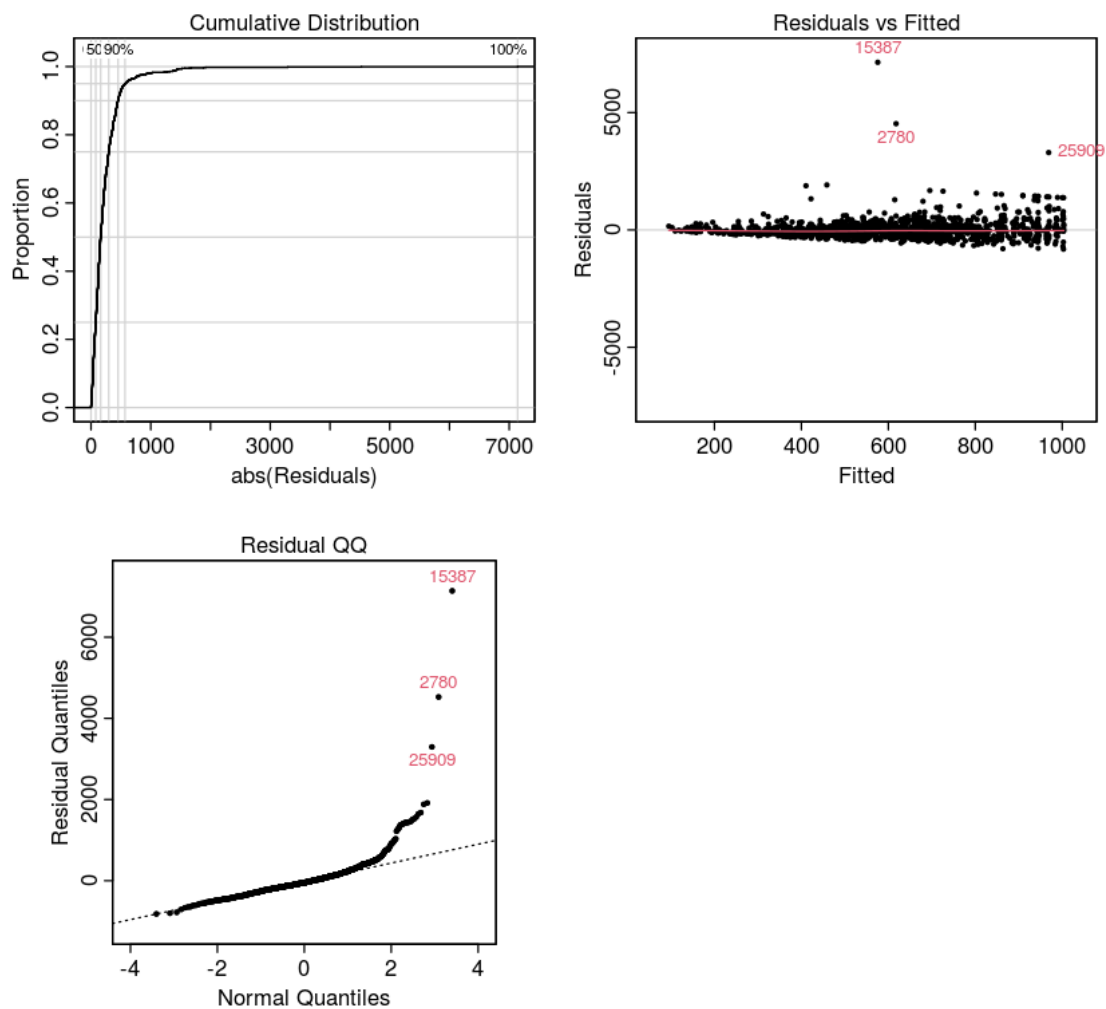 Cumulative Distribution
50 90% 100%
Proportion
0.0 0.2 0.4 0.6 0.8 1.0
0 1000 3000 5000 7000
abs(Residuals)
Residuals vs Fitted
15387
2780
25909
Residuals
-5000 0 5000
200 400 600 800 1000
Fitted
Residual QQ
15387
2780
25909
Residual Quantiles
0 2000 4000 6000
-4 -2 0 2 4
Normal Quantiles